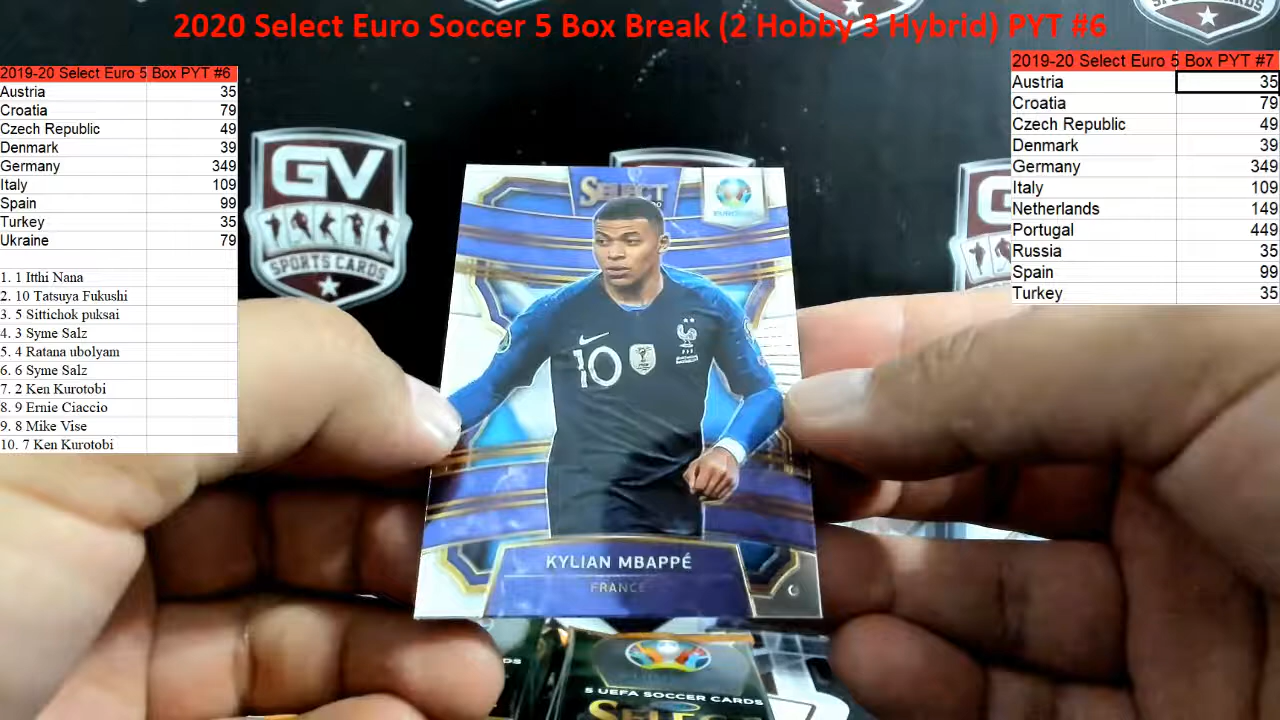 2020 Select Euro Soccer 5 Box Break (2 Hobby 3 Hybrid) PYT #6
2019-20 Select Euro 5 Box PYT #6
Austria 35
Croatia 79
Czech Republic 49
Denmark 39
Germany 349
Italy 109
Spain 99
Turkey 35
Ukraine 79
1. 1 Itthi Nana
2. 10 Tatsuya Fukushi
3. 5 Sittichok puksai
4. 3 Syme Salz
5. 4 Ratana ubolyam
6. 6 Syme Salz
7. 2 Ken Kurotobi
8. 9 Ernie Ciaccio
9. 8 Mike Vise
10. 7 Ken Kurotobi
2019-20 Select Euro 5 Box PYT #7
Austria 35
Croatia 79
Czech Republic 49
Denmark 39
Germany 349
Italy 109
Netherlands 149
Portugal 449
Russia 35
Spain 99
Turkey 35
GV
SPORTS CARDS
SELECT
10
KYLIAN MBAPPÉ
FRANCE
5 UEFA SOCCER CARDS
SELECT